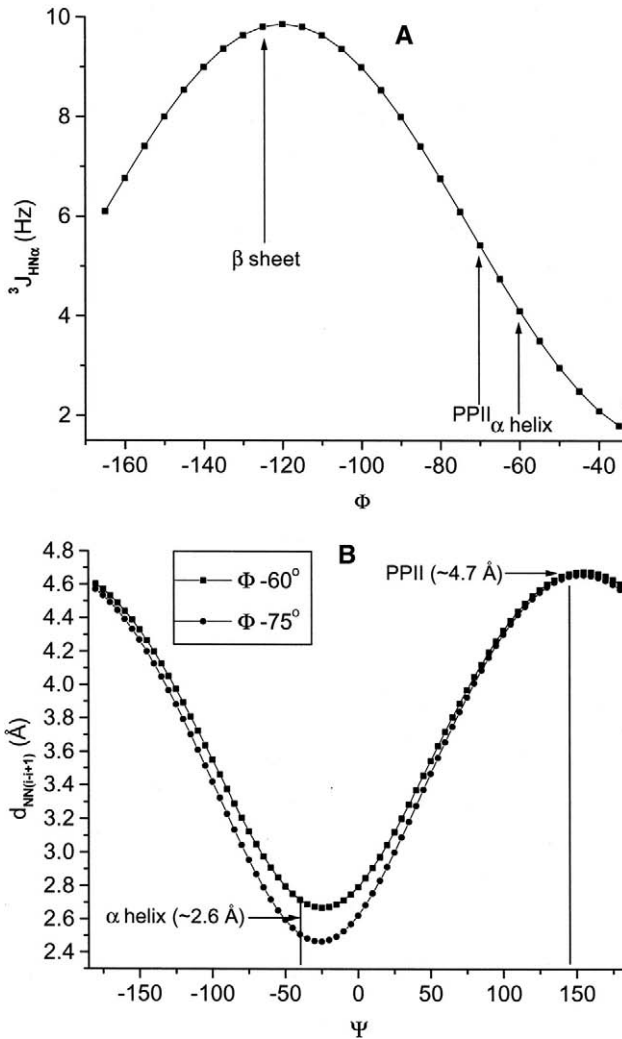 A
10
8
6
4
2
³J_HNα (Hz)
β sheet
PPII
α helix
-160 -140 -120 -100 -80 -60 -40
Φ
B
Φ -60°
Φ -75°
PPII (~4.7 Å)
4.8
4.6
4.4
4.2
4.0
3.8
3.6
3.4
3.2
3.0
2.8
2.6
2.4
d_NN(i-i+1) (Å)
α helix (~2.6 Å)
-150 -100 -50 0 50 100 150
Ψ